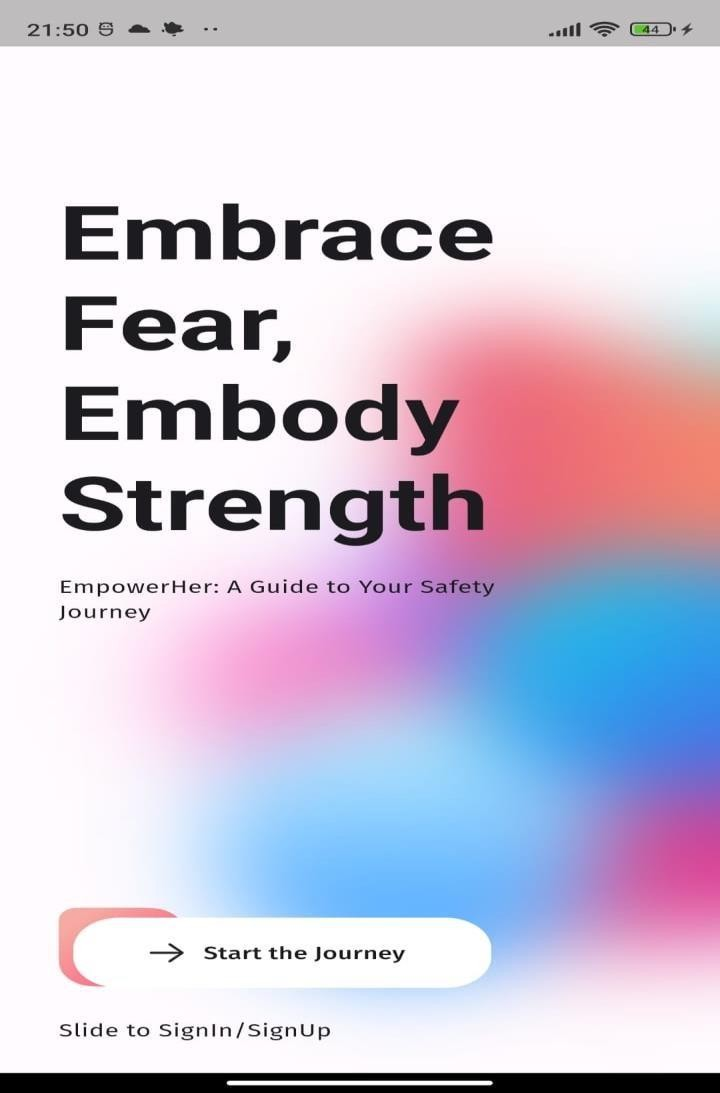 21:50
44
Embrace
Fear,
Embody
Strength
EmpowerHer: A Guide to Your Safety
Journey
Start the Journey
Slide to SignIn/SignUp